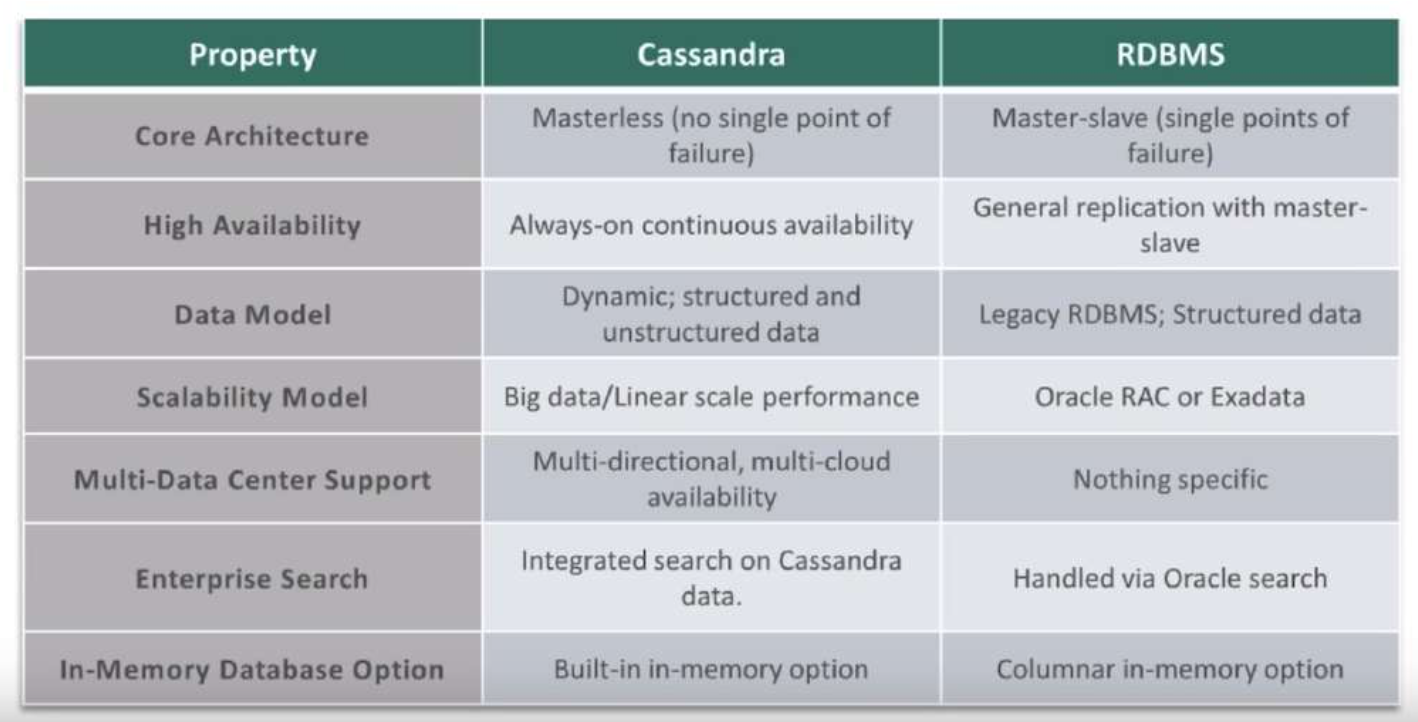 Property Cassandra RDBMS
Core Architecture
Masterless (no single point of
failure)
Master-slave (single points of
failure)
High Availability
Always-on continuous availability
General replication with master-
slave
Data Model
Dynamic; structured and
unstructured data
Legacy RDBMS; Structured data
Scalability Model
Big data/Linear scale performance
Oracle RAC or Exadata
Multi-Data Center Support
Multi-directional, multi-cloud
availability
Nothing specific
Enterprise Search
Integrated search on Cassandra
data.
Handled via Oracle search
In-Memory Database Option
Built-in in-memory option
Columnar in-memory option